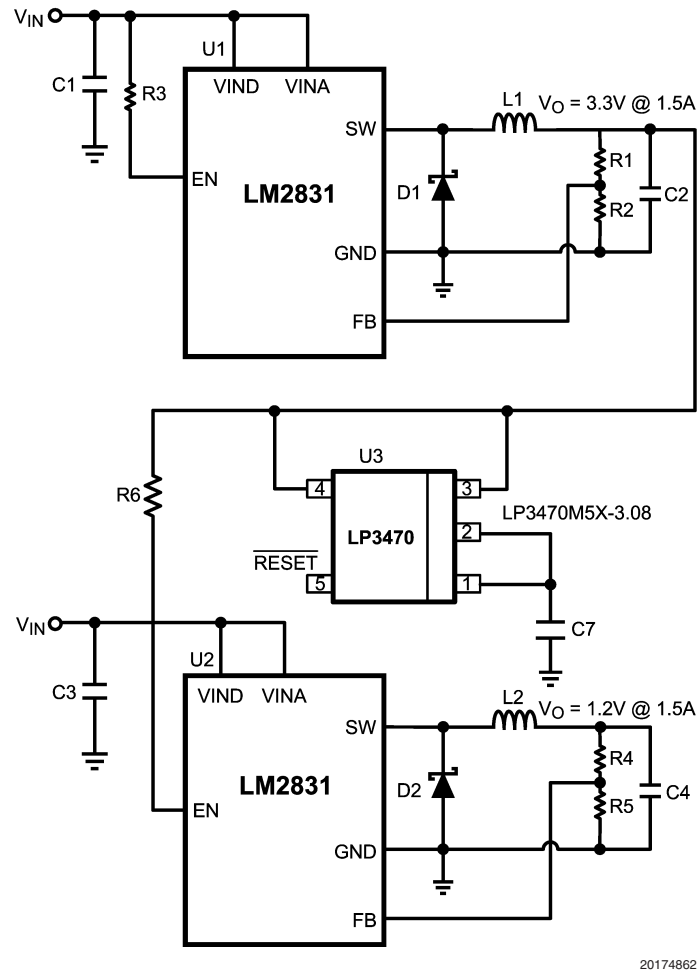 VIN
C1
R3
U1
VIND VINA
EN
LM2831
SW
GND
FB
L1
VO = 3.3V @ 1.5A
D1
R1
R2
C2
R6
U3
4
3
LP3470
2
LP3470M5X-3.08
RESET
5
1
C7
VIN
C3
U2
VIND VINA
EN
LM2831
SW
GND
FB
L2
VO = 1.2V @ 1.5A
D2
R4
R5
C4
20174862